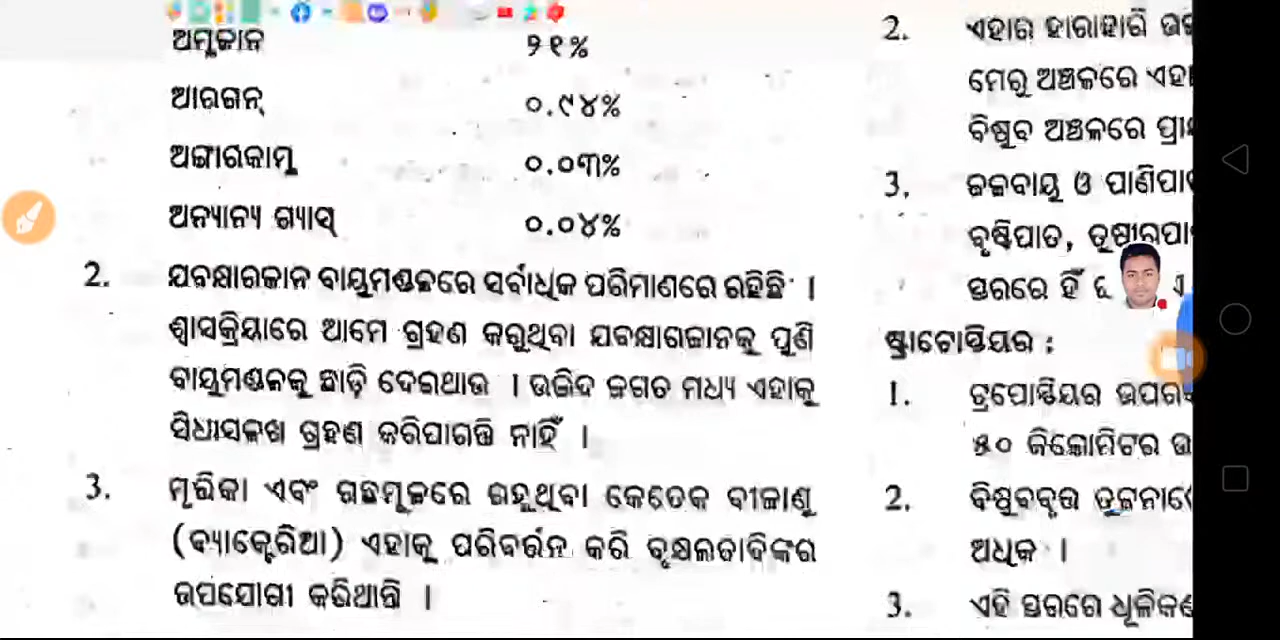 ଅମ୍ଳଜାନ ୨୧%
ଆରଗନ୍ ୦.୯୪%
ଅଙ୍ଗାରକାମ୍ଳ ୦.୦୩%
ଅନ୍ୟାନ୍ୟ ଗ୍ୟାସ୍ ୦.୦୪%
2. ଯବକ୍ଷାରଜାନ ବାୟୁମଣ୍ଡଳରେ ସର୍ବାଧିକ ପରିମାଣରେ ରହିଛି ।
ଶ୍ୱାସକ୍ରିୟାରେ ଆମେ ଗ୍ରହଣ କରୁଥିବା ଯବକ୍ଷାରଜାନକୁ ପୁଣି
ବାୟୁମଣ୍ଡଳକୁ ଛାଡ଼ି ଦେଇଥାଉ । ଉଦ୍ଭିଦ ଜଗତ ମଧ୍ୟ ଏହାକୁ
ସିଧାସଳଖ ଗ୍ରହଣ କରିପାରନ୍ତି ନାହିଁ ।
3. ମୃତ୍ତିକା ଏବଂ ଗଛମୂଳରେ ରହୁଥିବା କେତେକ ବୀଜାଣୁ
(ବ୍ୟାକ୍ଟେରିଆ) ଏହାକୁ ପରିବର୍ତ୍ତନ କରି ବୃକ୍ଷଲତାଦିଙ୍କର
ଉପଯୋଗୀ କରିଥାନ୍ତି ।
2. ଏହାର ହାରାହାରି
ମେରୁ ଅଞ୍ଚଳରେ
ବିଷୁବ ଅଞ୍ଚଳରେ
3. ଜଳବାୟୁ ଓ
ବୃଷ୍ଟିପାତ,
ସ୍ତରରେ ହିଁ
ଷ୍ଟ୍ରାଟୋସ୍ଫିୟର :
1. ଟ୍ରପୋସ୍ଫିୟର
୫୦ କିଲୋମିଟର
2. ବିଷୁବବୃତ୍ତ
ଅଧିକ ।
3. ଏହି ସ୍ତରରେ